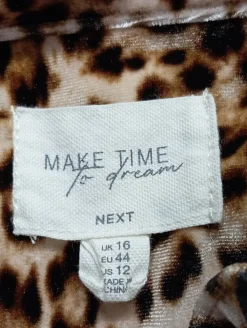 MAKE TIME
to dream
NEXT
UK 16
EU 44
US 12
MADE IN
CHINA